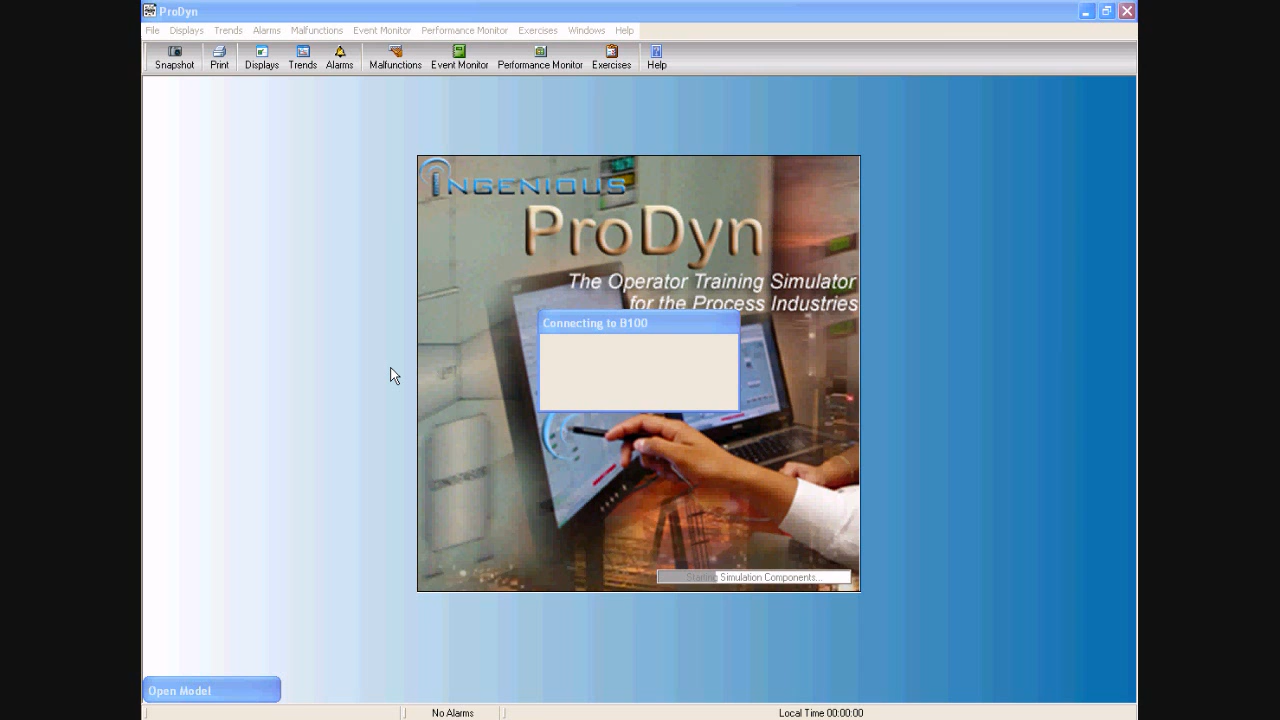 ProDyn
File Displays Trends Alarms Malfunctions Event Monitor Performance Monitor Exercises Windows Help
Snapshot Print Displays Trends Alarms Malfunctions Event Monitor Performance Monitor Exercises Help
INGENIOUS
ProDyn
The Operator Training Simulator
for the Process Industries
Connecting to B100
Starting Simulation Components...
Open Model
No Alarms Local Time 00:00:00